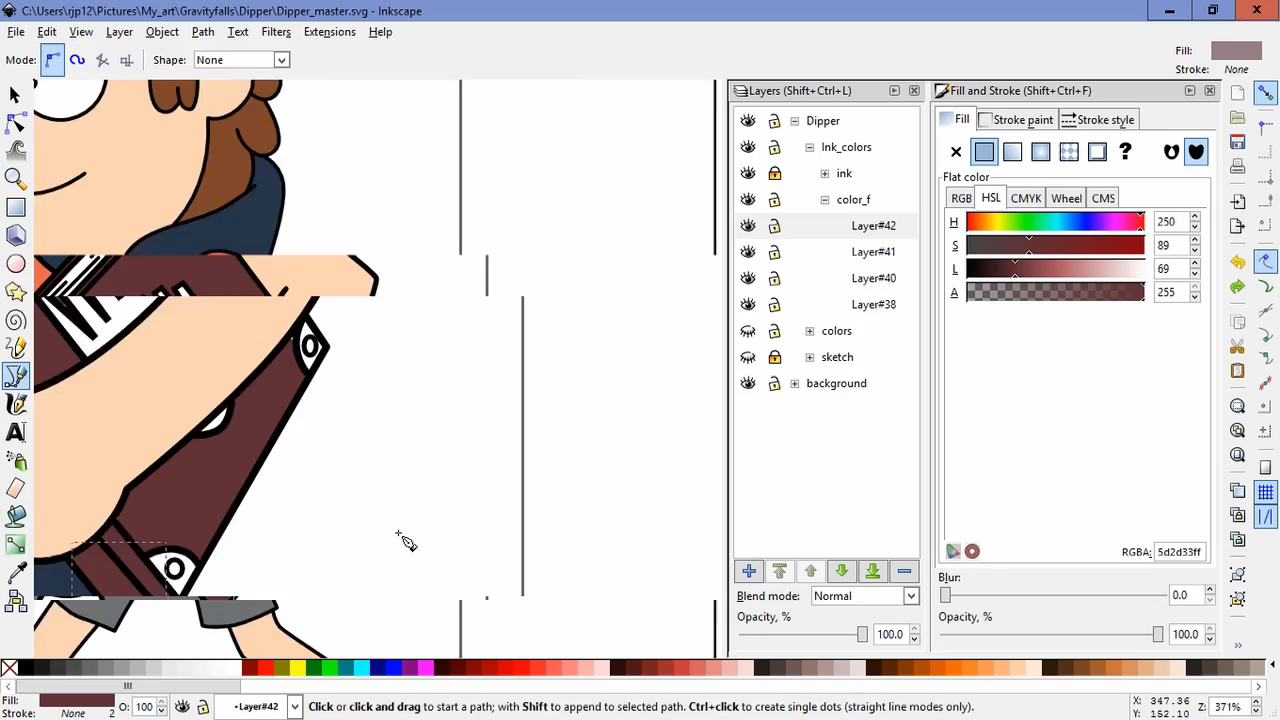 C:\Users\rjp12\Pictures\My_art\Gravityfalls\Dipper\Dipper_master.svg - Inkscape
File Edit View Layer Object Path Text Filters Extensions Help
Mode: Shape: None
Fill:
Stroke: None
Layers (Shift+Ctrl+L)
Dipper
Ink_colors
ink
color_f
Layer#42
Layer#41
Layer#40
Layer#38
colors
sketch
background
Blend mode: Normal
Opacity, %
100.0
Fill and Stroke (Shift+Ctrl+F)
Fill Stroke paint Stroke style
Flat color
RGB HSL CMYK Wheel CMS
H 250
S 89
L 69
A 255
RGBA: 5d2d33ff
Blur:
0.0
Opacity, %
100.0
Fill:
Stroke: None 2
O: 100
•Layer#42
Click or click and drag to start a path; with Shift to append to selected path. Ctrl+click to create single dots (straight line modes only).
X: 347.36
Y: 152.10
Z: 371%